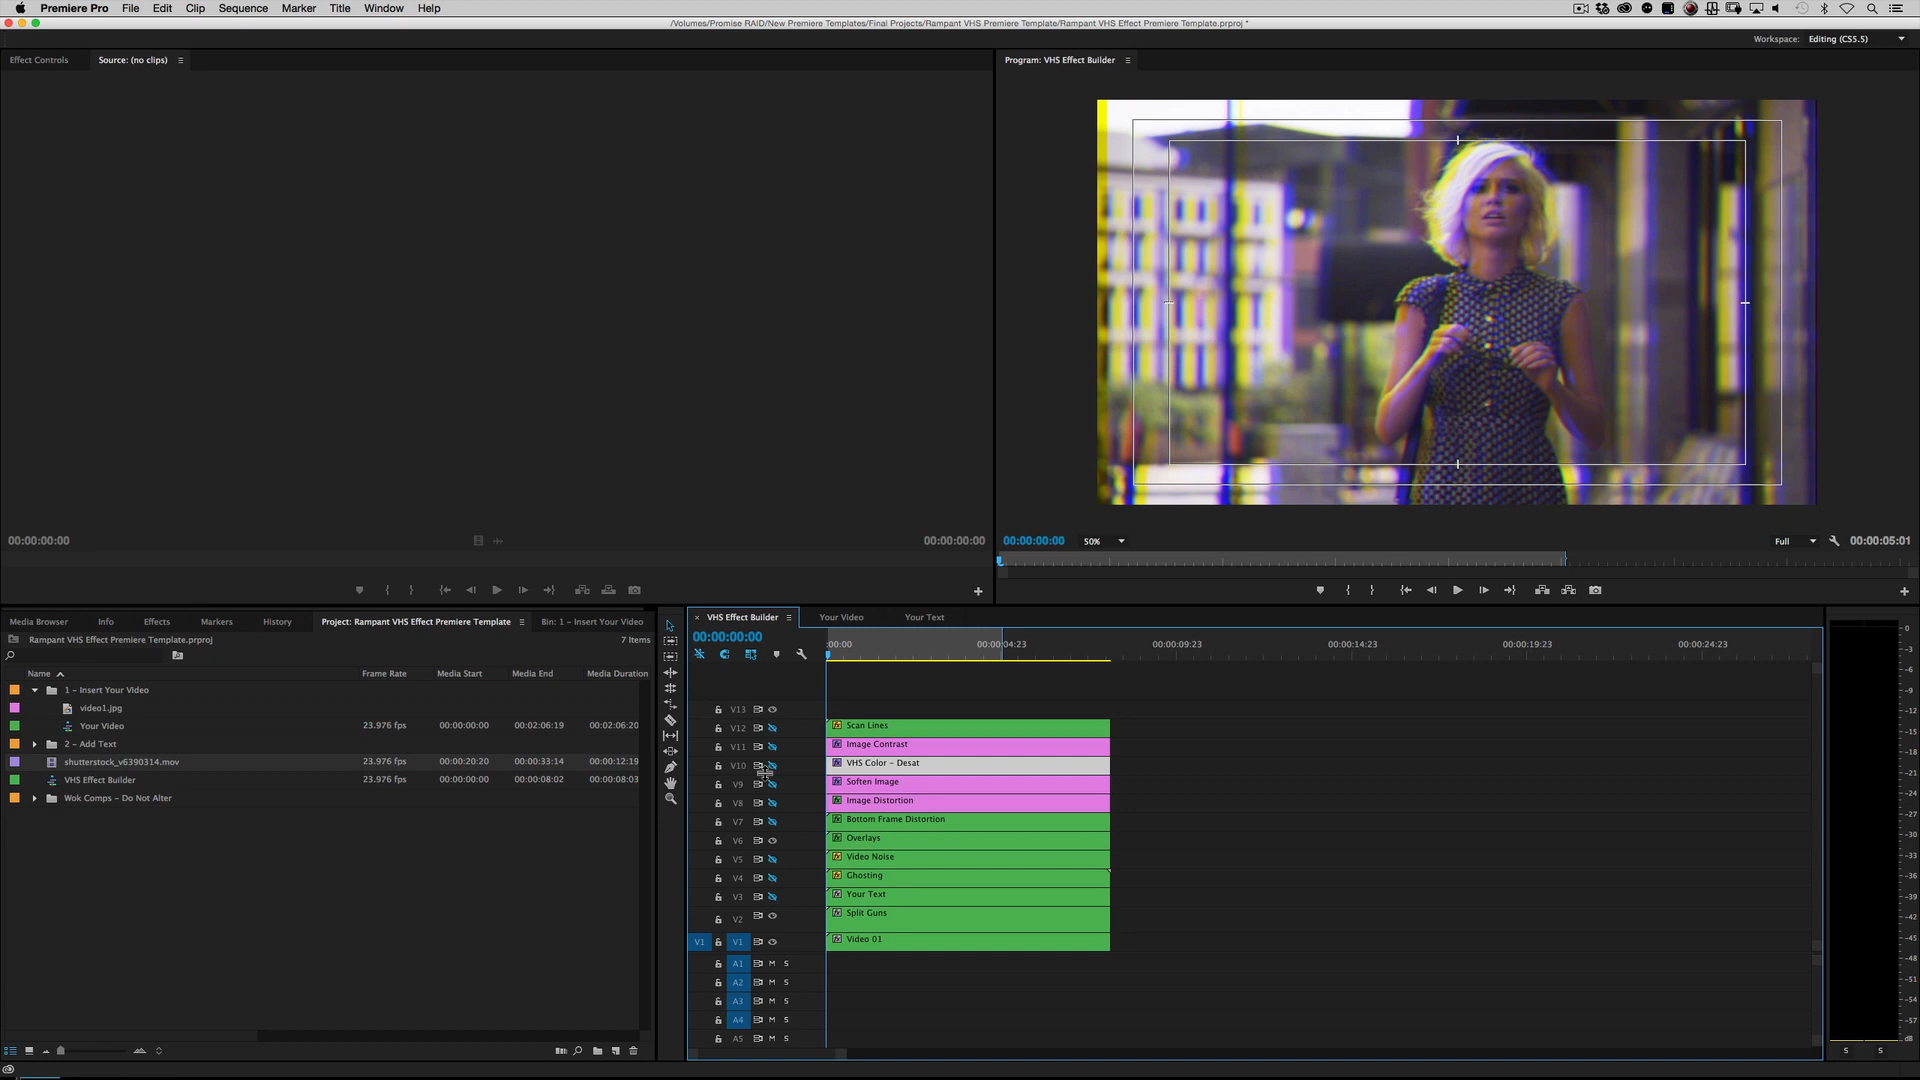 Premiere Pro File Edit Clip Sequence Marker Title Window Help
/Volumes/Promise RAID/New Premiere Templates/Final Projects/Rampant VHS Premiere Template/Rampant VHS Effect Premiere Template.prproj *
Workspace: Editing (CS5.5)
Effect Controls Source: (no clips)
Program: VHS Effect Builder
00:00:00:00 00:00:00:00
00:00:00:00 50% Full 00:00:05:01
Media Browser Info Effects Markers History Project: Rampant VHS Effect Premiere Template Bin: 1 – Insert Your Video
Rampant VHS Effect Premiere Template.prproj 7 Items
Name Frame Rate Media Start Media End Media Duration
1 – Insert Your Video
video1.jpg
Your Video 23.976 fps 00:00:00:00 00:02:06:19 00:02:06:20
2 – Add Text
shutterstock_v6390314.mov 23.976 fps 00:00:20:20 00:00:33:14 00:00:12:19
VHS Effect Builder 23.976 fps 00:00:00:00 00:00:08:02 00:00:08:03
Wok Comps – Do Not Alter
× VHS Effect Builder Your Video Your Text
00:00:00:00
:00:00 00:00:04:23 00:00:09:23 00:00:14:23 00:00:19:23 00:00:24:23
V13
V12 Scan Lines
V11 Image Contrast
V10 VHS Color – Desat
V9 Soften Image
V8 Image Distortion
V7 Bottom Frame Distortion
V6 Overlays
V5 Video Noise
V4 Ghosting
V3 Your Text
V2 Split Guns
V1 V1 Video 01
A1 M S
A2 M S
A3 M S
A4 M S
A5 M S
0
-3
-6
-9
-12
-15
-18
-21
-24
-27
-30
-33
-36
-39
-42
-45
-48
-51
-54
-57
dB
S S